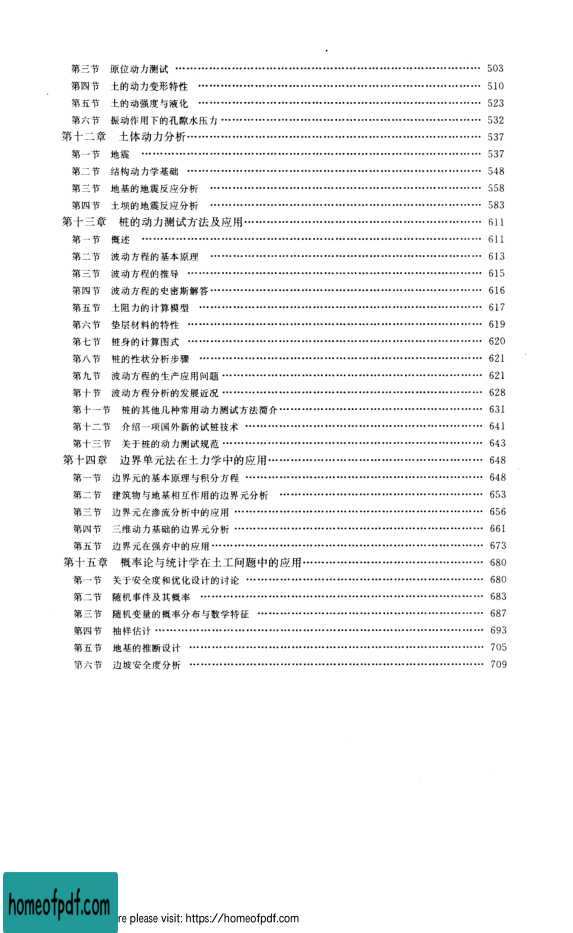 第三节 原位动力测试 …… 503
第四节 土的动力变形特性 …… 510
第五节 土的动强度与液化 …… 523
第六节 振动作用下的孔隙水压力 …… 532
第十二章 土体动力分析 …… 537
第一节 地震 …… 537
第二节 结构动力学基础 …… 548
第三节 地基的地震反应分析 …… 558
第四节 土坝的地震反应分析 …… 583
第十三章 桩的动力测试方法及应用 …… 611
第一节 概述 …… 611
第二节 波动方程的基本原理 …… 613
第三节 波动方程的推导 …… 615
第四节 波动方程的史密斯解答 …… 616
第五节 土阻力的计算模型 …… 617
第六节 垫层材料的特性 …… 619
第七节 桩身的计算图式 …… 620
第八节 桩的性状分析步骤 …… 621
第九节 波动方程的生产应用问题 …… 621
第十节 波动方程分析的发展近况 …… 628
第十一节 桩的其他几种常用动力测试方法简介 …… 631
第十二节 介绍一项国外新的试桩技术 …… 641
第十三节 关于桩的动力测试规范 …… 643
第十四章 边界单元法在土力学中的应用 …… 648
第一节 边界元的基本原理与积分方程 …… 648
第二节 建筑物与地基相互作用的边界元分析 …… 653
第三节 边界元在渗流分析中的应用 …… 656
第四节 三维动力基础的边界元分析 …… 661
第五节 边界元在强夯中的应用 …… 673
第十五章 概率论与统计学在土工问题中的应用 …… 680
第一节 关于安全度和优化设计的讨论 …… 680
第二节 随机事件及其概率 …… 683
第三节 随机变量的概率分布与数学特征 …… 687
第四节 抽样估计 …… 693
第五节 地基的推断设计 …… 705
第六节 边坡安全度分析 …… 709
homeofpdf.com
re please visit: https://homeofpdf.com